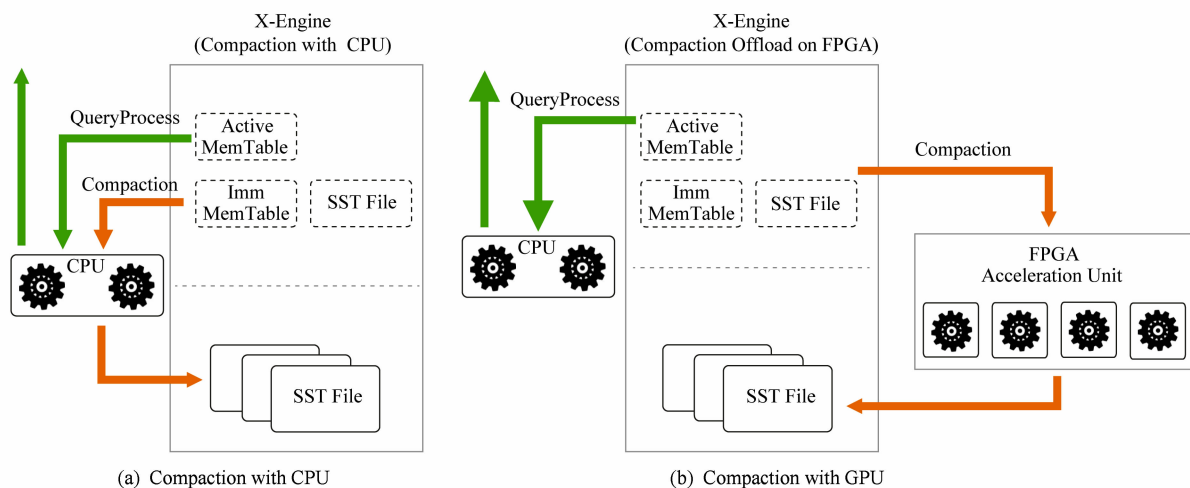 X-Engine
(Compaction with CPU)
QueryProcess
Active
MemTable
Compaction
Imm
MemTable
SST File
CPU
SST File
(a) Compaction with CPU
X-Engine
(Compaction Offload on FPGA)
QueryProcess
Active
MemTable
Compaction
Imm
MemTable
SST File
CPU
FPGA
Acceleration Unit
SST File
(b) Compaction with GPU